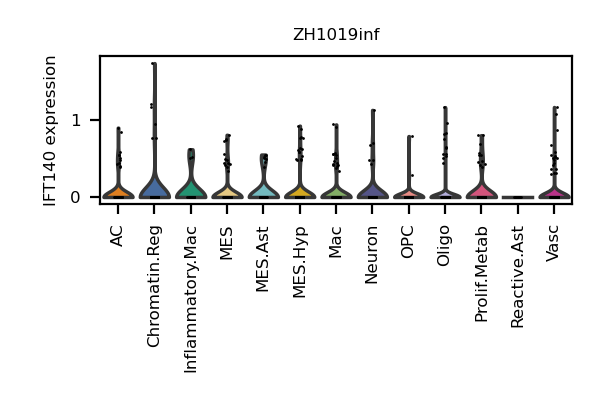 ZH1019inf
IFT140 expression
1
0
AC
Chromatin.Reg
Inflammatory.Mac
MES
MES.Ast
MES.Hyp
Mac
Neuron
OPC
Oligo
Prolif.Metab
Reactive.Ast
Vasc